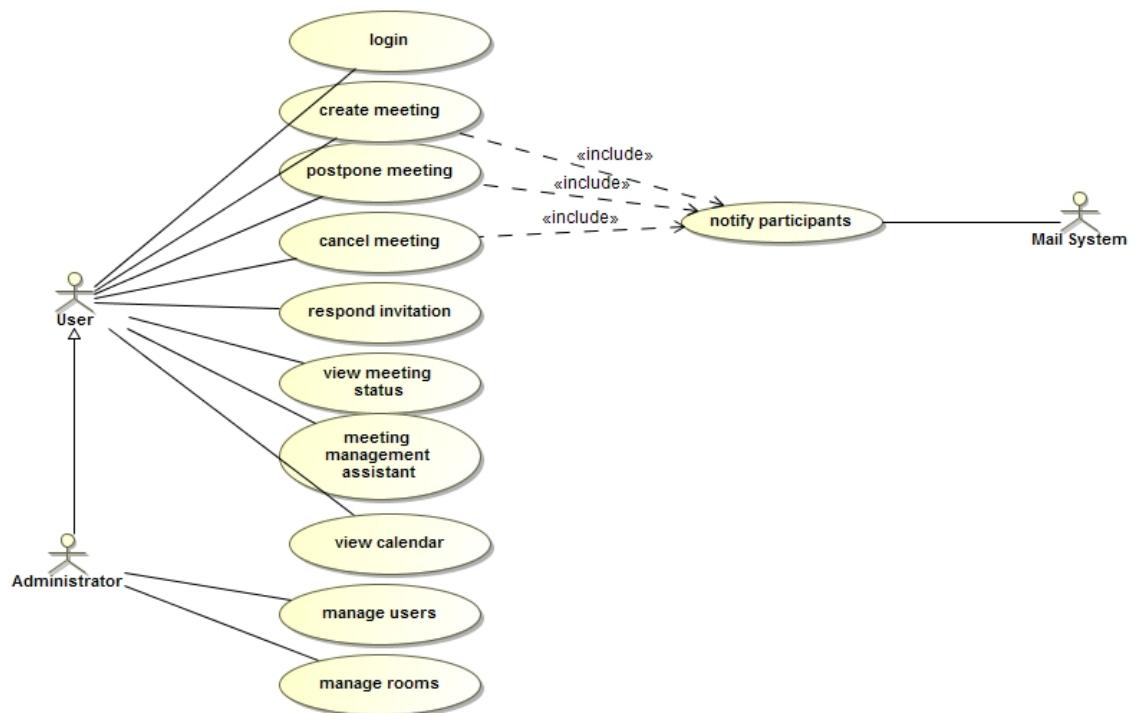 login
create meeting
«include»
postpone meeting
«include»
«include»
notify participants
Mail System
cancel meeting
User
respond invitation
view meeting
status
meeting
management
assistant
view calendar
Administrator
manage users
manage rooms